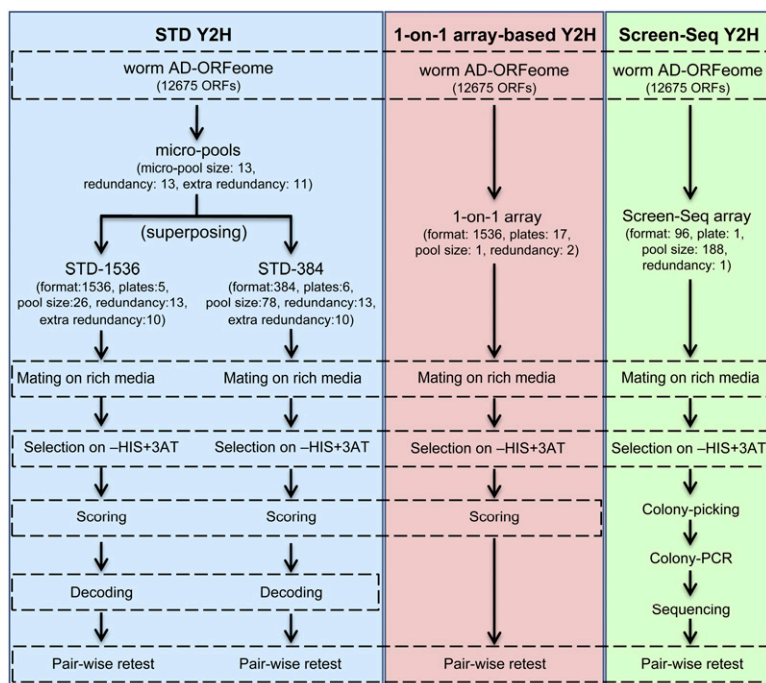 STD Y2H
worm AD-ORFeome
(12675 ORFs)
micro-pools
(micro-pool size: 13,
redundancy: 13, extra redundancy: 11)
(superposing)
STD-1536
(format:1536, plates:5,
pool size:26, redundancy:13,
extra redundancy:10)
STD-384
(format:384, plates:6,
pool size:78, redundancy:13,
extra redundancy:10)
Mating on rich media
Mating on rich media
Selection on –HIS+3AT
Selection on –HIS+3AT
Scoring
Scoring
Decoding
Decoding
Pair-wise retest
Pair-wise retest
1-on-1 array-based Y2H
worm AD-ORFeome
(12675 ORFs)
1-on-1 array
(format: 1536, plates: 17,
pool size: 1, redundancy: 2)
Mating on rich media
Selection on –HIS+3AT
Scoring
Pair-wise retest
Screen-Seq Y2H
worm AD-ORFeome
(12675 ORFs)
Screen-Seq array
(format: 96, plate: 1,
pool size: 188,
redundancy: 1)
Mating on rich media
Selection on –HIS+3AT
Colony-picking
Colony-PCR
Sequencing
Pair-wise retest